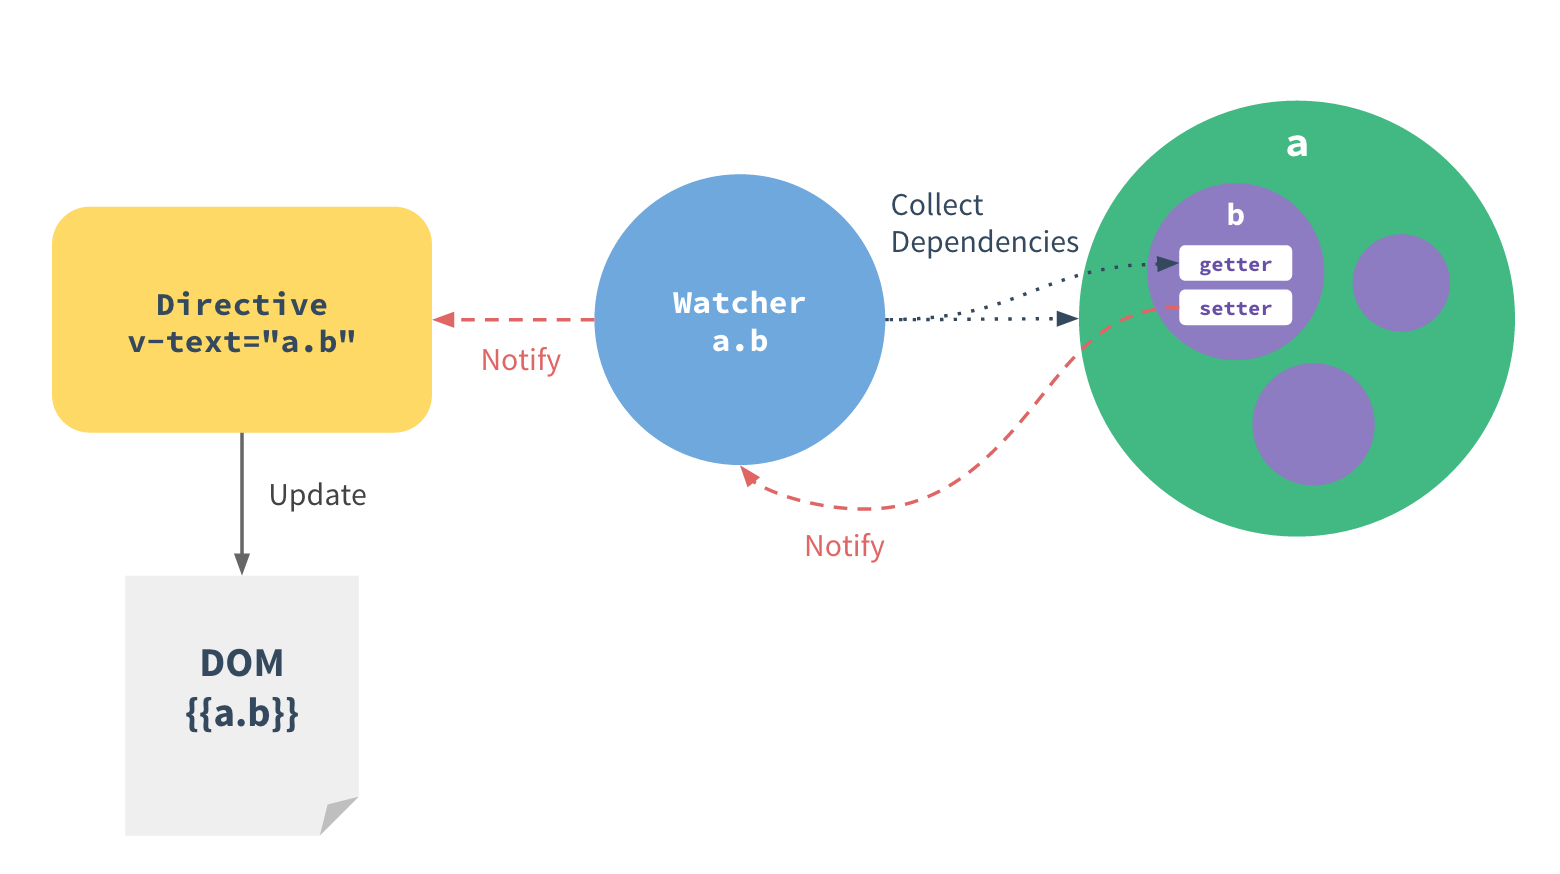 Directive
v-text="a.b"
Notify
Update
DOM
{{a.b}}
Watcher
a.b
Collect
Dependencies
Notify
a
b
getter
setter